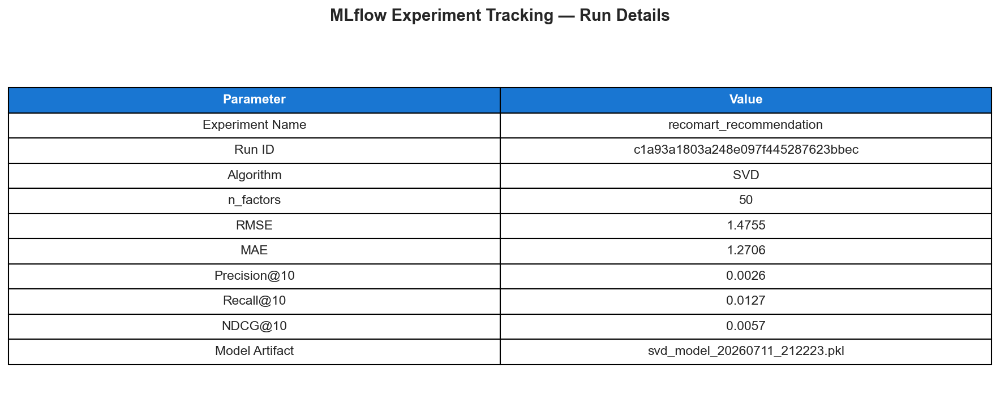 MLflow Experiment Tracking — Run Details
Parameter Value
Experiment Name recomart_recommendation
Run ID c1a93a1803a248e097f445287623bbec
Algorithm SVD
n_factors 50
RMSE 1.4755
MAE 1.2706
Precision@10 0.0026
Recall@10 0.0127
NDCG@10 0.0057
Model Artifact svd_model_20260711_212223.pkl